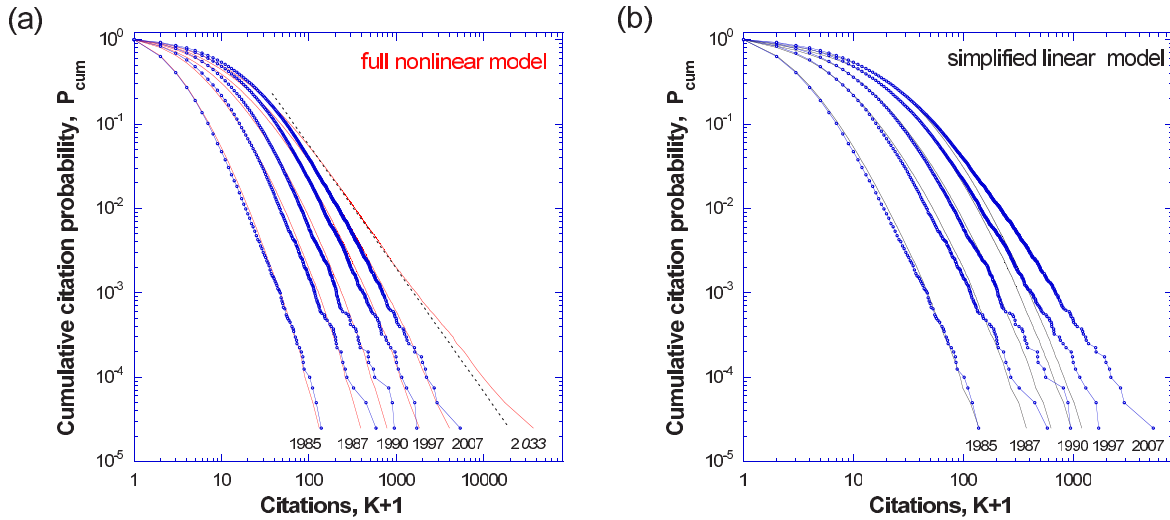 (a)
full nonlinear model
Cumulative citation probability, P_cum
10^0
10^-1
10^-2
10^-3
10^-4
10^-5
1985 1987 1990 1997 2007 2033
1 10 100 1000 10000
Citations, K+1
(b)
simplified linear model
Cumulative citation probability, P_cum
10^0
10^-1
10^-2
10^-3
10^-4
10^-5
1985 1987 1990 1997 2007
1 10 100 1000
Citations, K+1